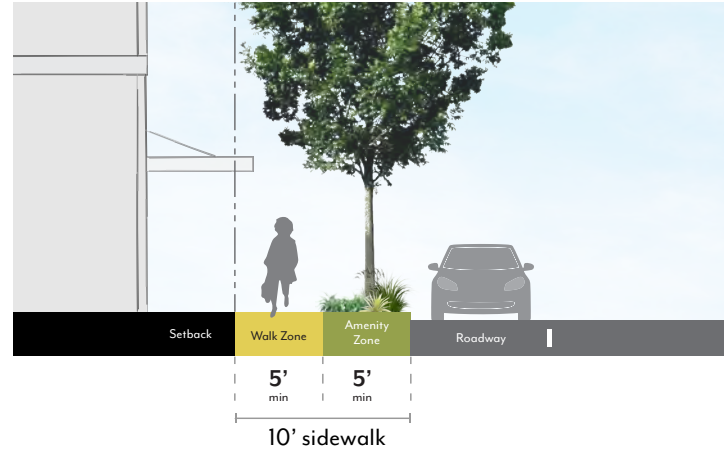 Setback
Walk Zone
Amenity
Zone
Roadway
5’
min
5’
min
10’ sidewalk